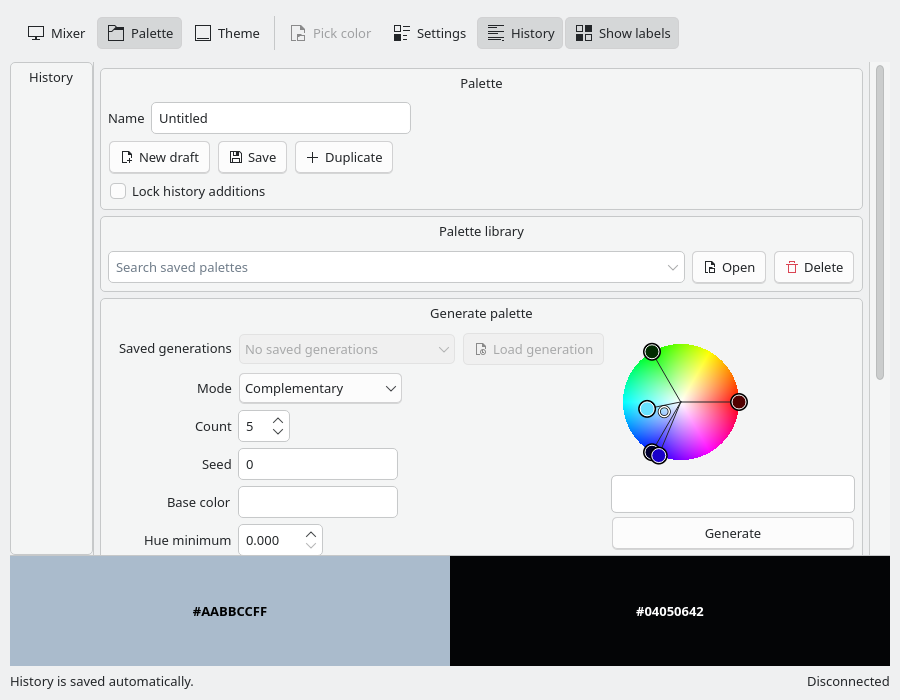 Mixer Palette Theme Pick color Settings History Show labels
History
Palette
Name Untitled
New draft Save Duplicate
Lock history additions
Palette library
Search saved palettes Open Delete
Generate palette
Saved generations No saved generations Load generation
Mode Complementary
Count 5
Seed 0
Base color
Hue minimum 0.000
Generate
#AABBCCFF #04050642
History is saved automatically. Disconnected